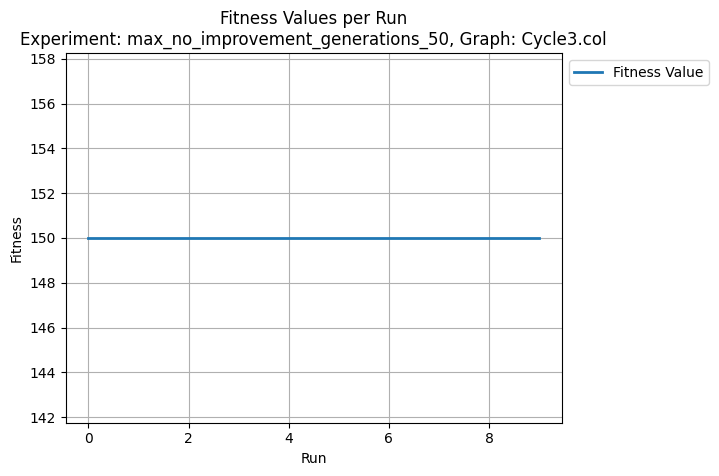 Fitness Values per Run
Experiment: max_no_improvement_generations_50, Graph: Cycle3.col
Fitness Value
158
156
154
152
150
148
146
144
142
Fitness
0 2 4 6 8
Run